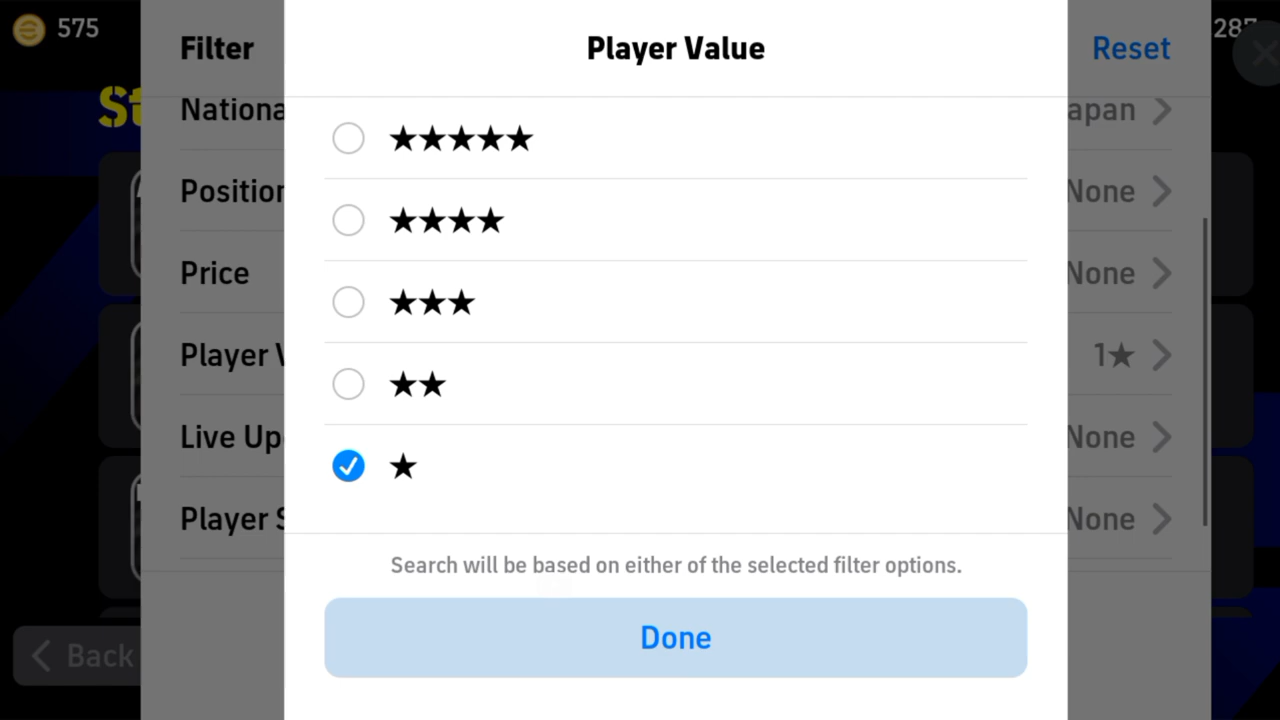 575
287
St
Filter
Player Value
Reset
Nationa
apan
★★★★★
Position
None
★★★★
Price
None
★★★
Player V
1★
★★
Live Up
None
★
Player S
None
Search will be based on either of the selected filter options.
Done
Back